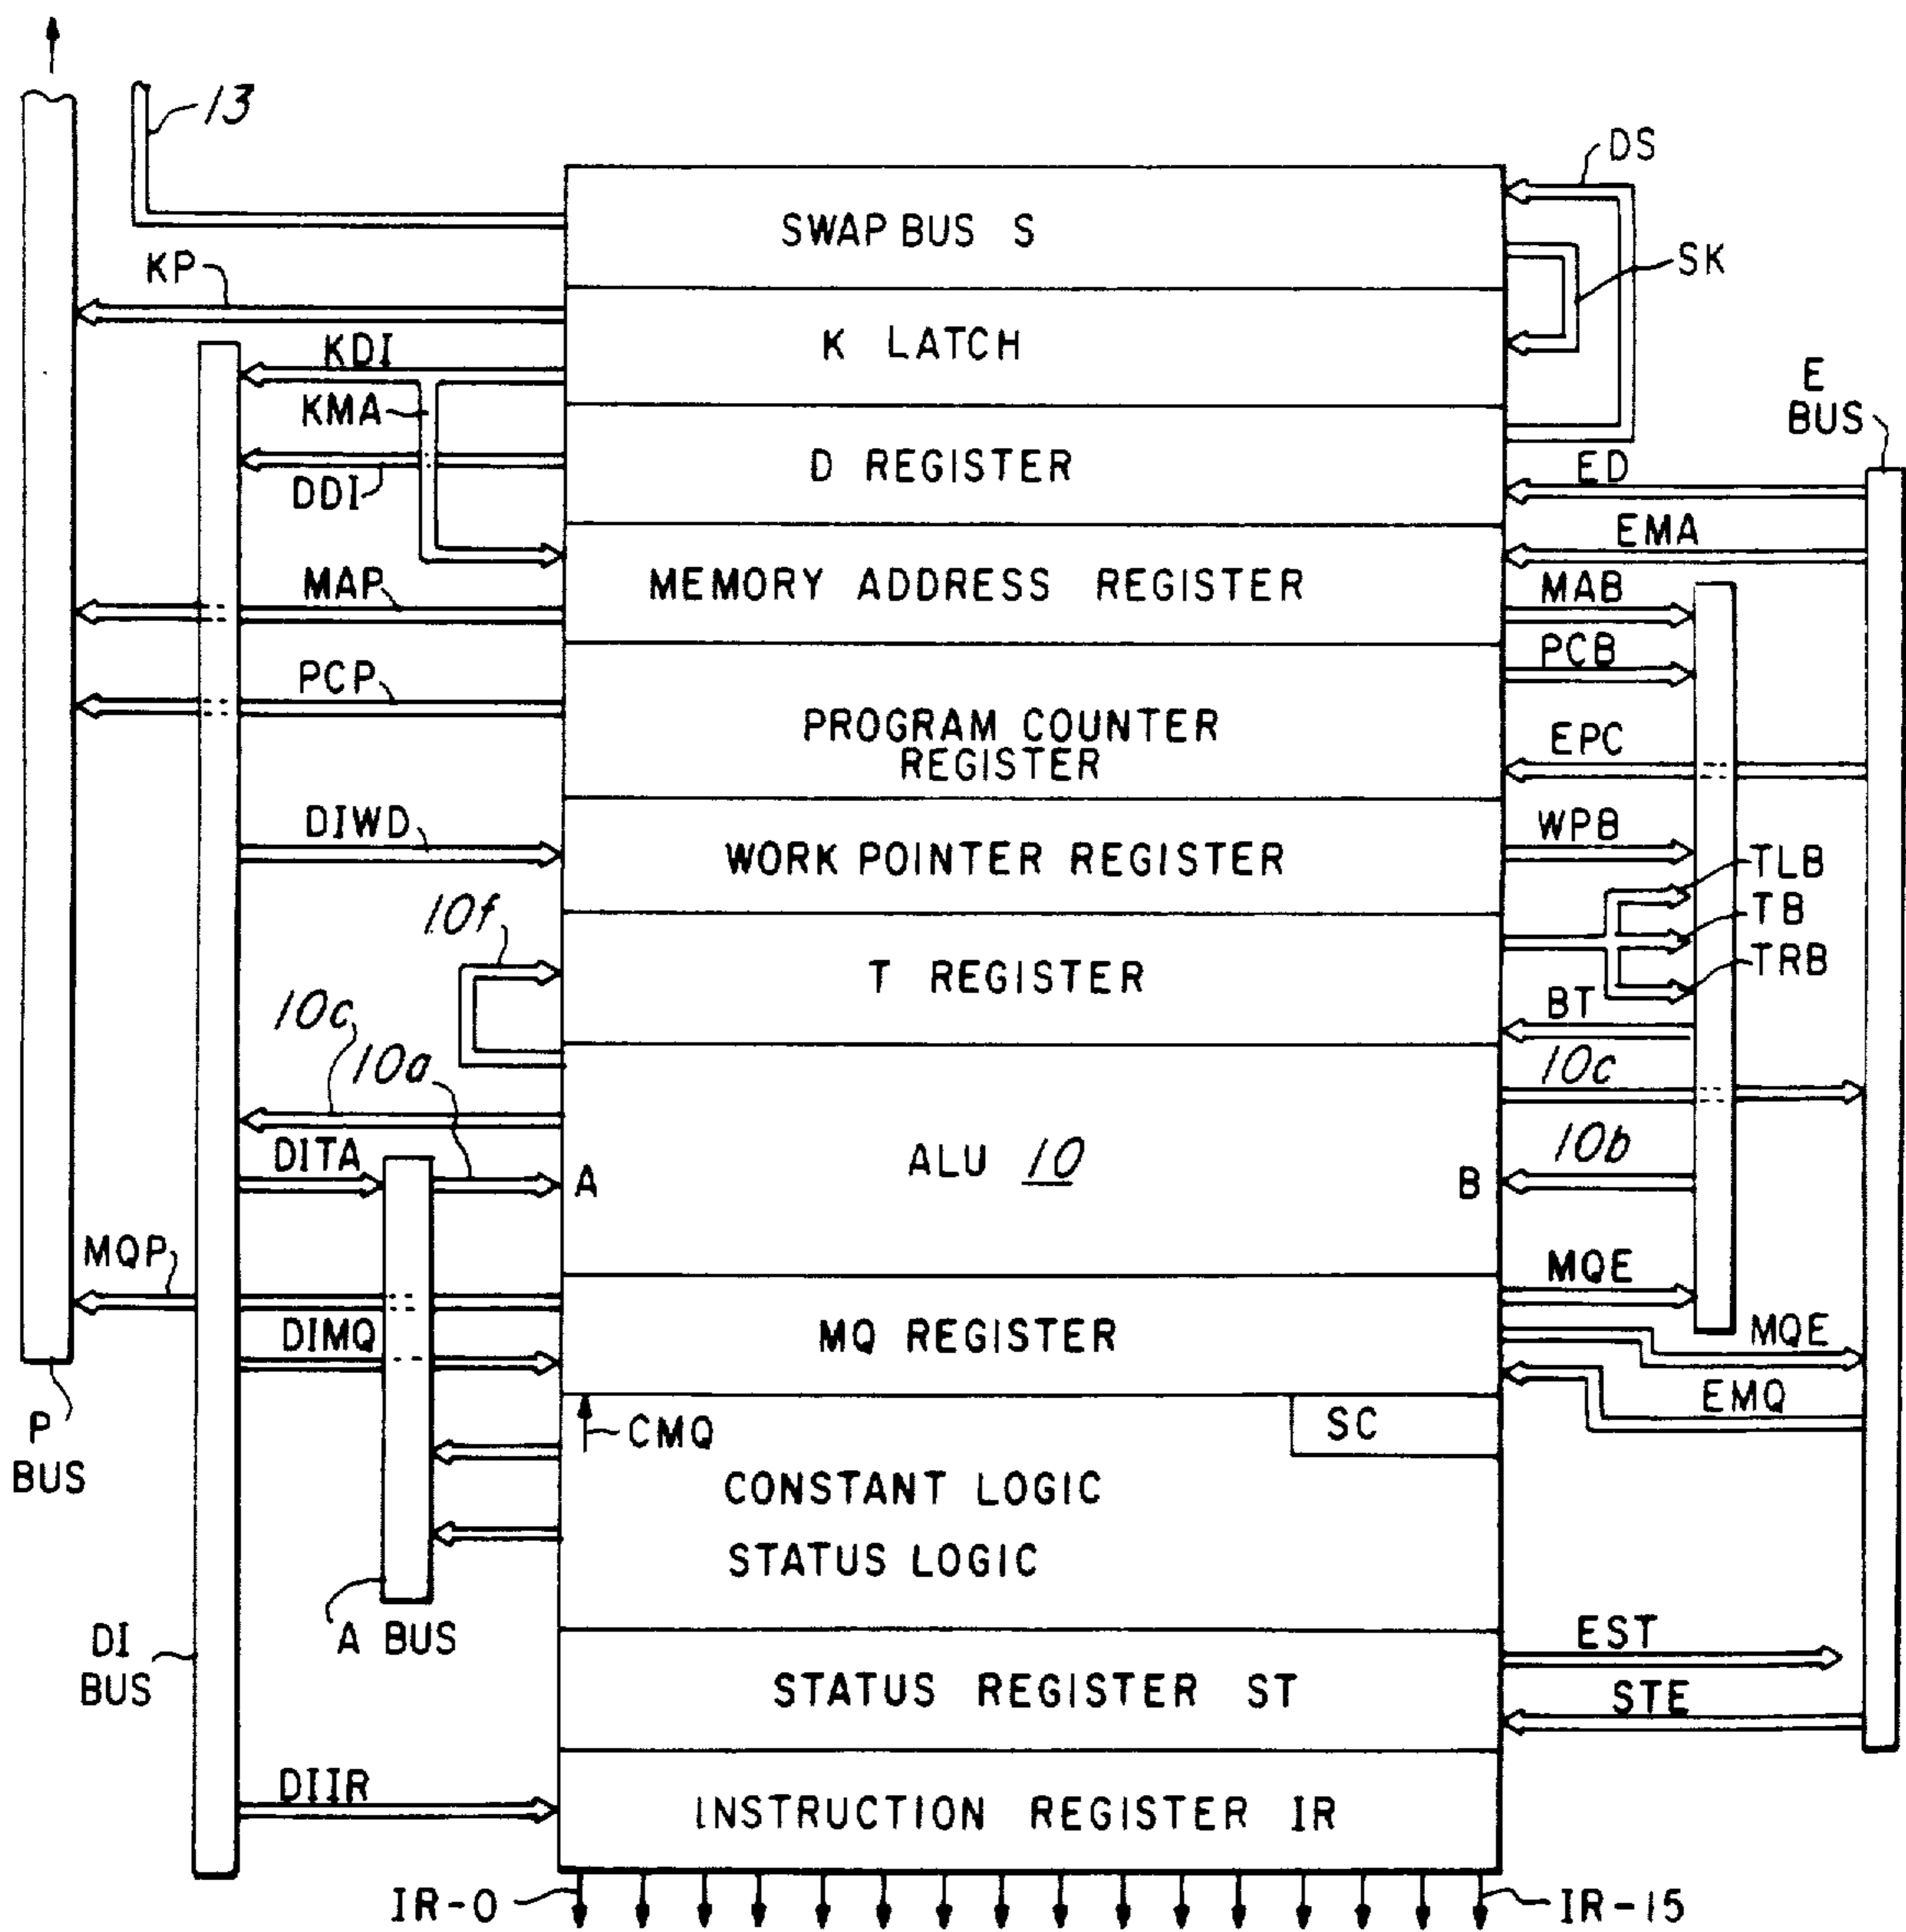 13
DS
SWAP BUS S
SK
KP
K LATCH
KDI
KMA
E
BUS
D REGISTER
DDI
ED
EMA
MEMORY ADDRESS REGISTER
MAP
MAB
PCP
PCB
PROGRAM COUNTER
REGISTER
EPC
DIWD
WORK POINTER REGISTER
WPB
TLB
TB
TRB
10f
T REGISTER
BT
10c
10a
10c
ALU 10
DITA
A
B
10b
MQP
MQE
DIMQ
MQ REGISTER
MQE
EMQ
P
BUS
CMQ
SC
CONSTANT LOGIC
STATUS LOGIC
A BUS
DI
BUS
EST
STATUS REGISTER ST
STE
DIIR
INSTRUCTION REGISTER IR
IR-0
IR-15